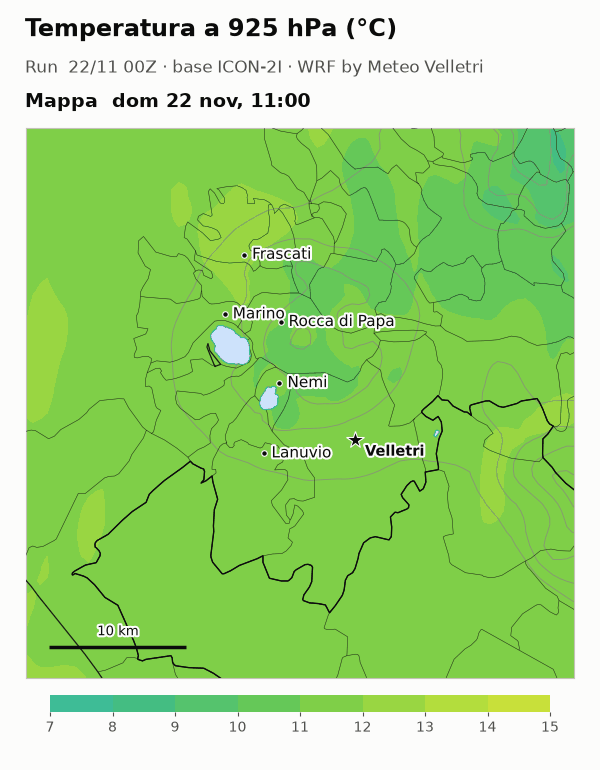 Temperatura a 925 hPa (°C)
Run  22/11 00Z · base ICON-2I · WRF by Meteo Velletri
Mappa  dom 22 nov, 11:00
Frascati
Marino
Rocca di Papa
Nemi
Velletri
Lanuvio
10 km
7 8 9 10 11 12 13 14 15